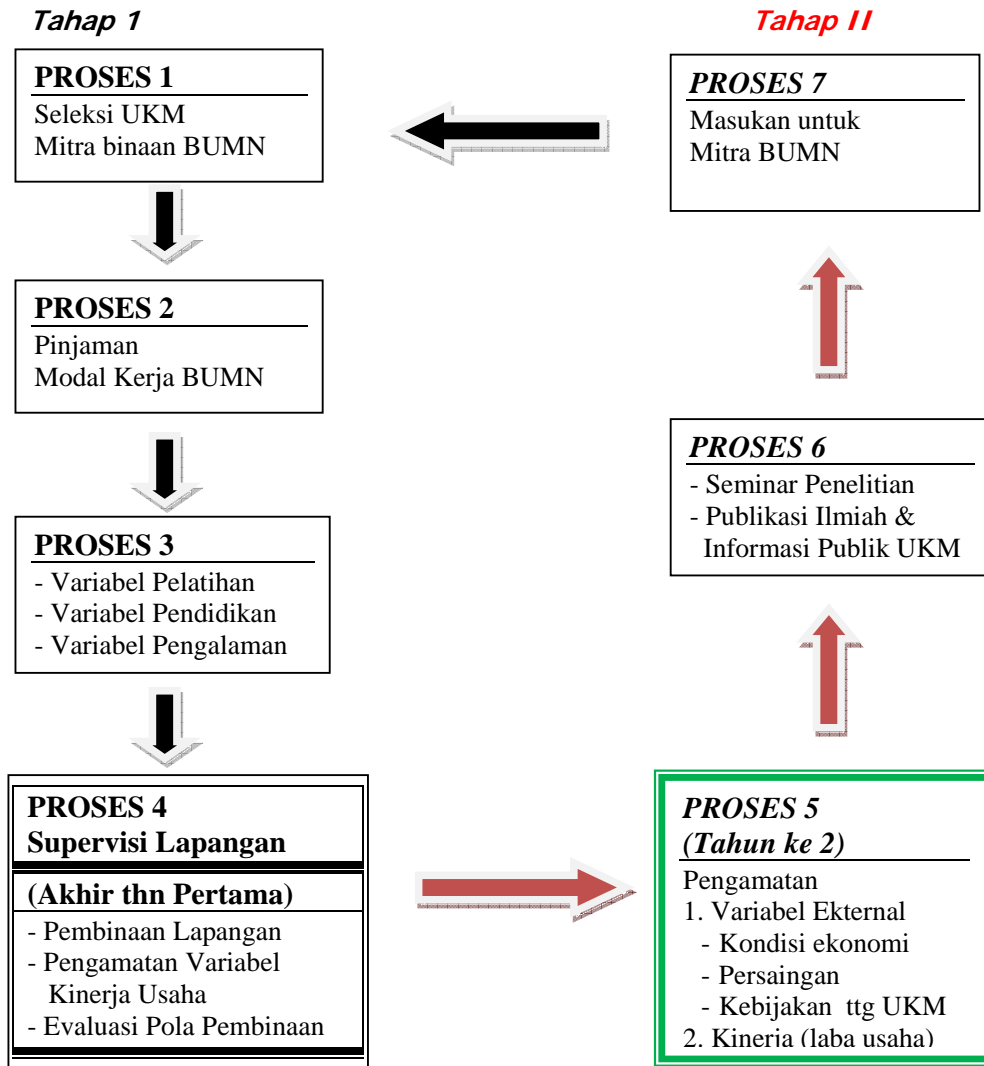 Tahap 1
PROSES 1
Seleksi UKM
Mitra binaan BUMN
PROSES 2
Pinjaman
Modal Kerja BUMN
PROSES 3
- Variabel Pelatihan
- Variabel Pendidikan
- Variabel Pengalaman
PROSES 4
Supervisi Lapangan
(Akhir thn Pertama)
- Pembinaan Lapangan
- Pengamatan Variabel
Kinerja Usaha
- Evaluasi Pola Pembinaan
Tahap II
PROSES 7
Masukan untuk
Mitra BUMN
PROSES 6
- Seminar Penelitian
- Publikasi Ilmiah &
Informasi Publik UKM
PROSES 5
(Tahun ke 2)
Pengamatan
1. Variabel Ekternal
- Kondisi ekonomi
- Persaingan
- Kebijakan ttg UKM
2. Kinerja (laba usaha)